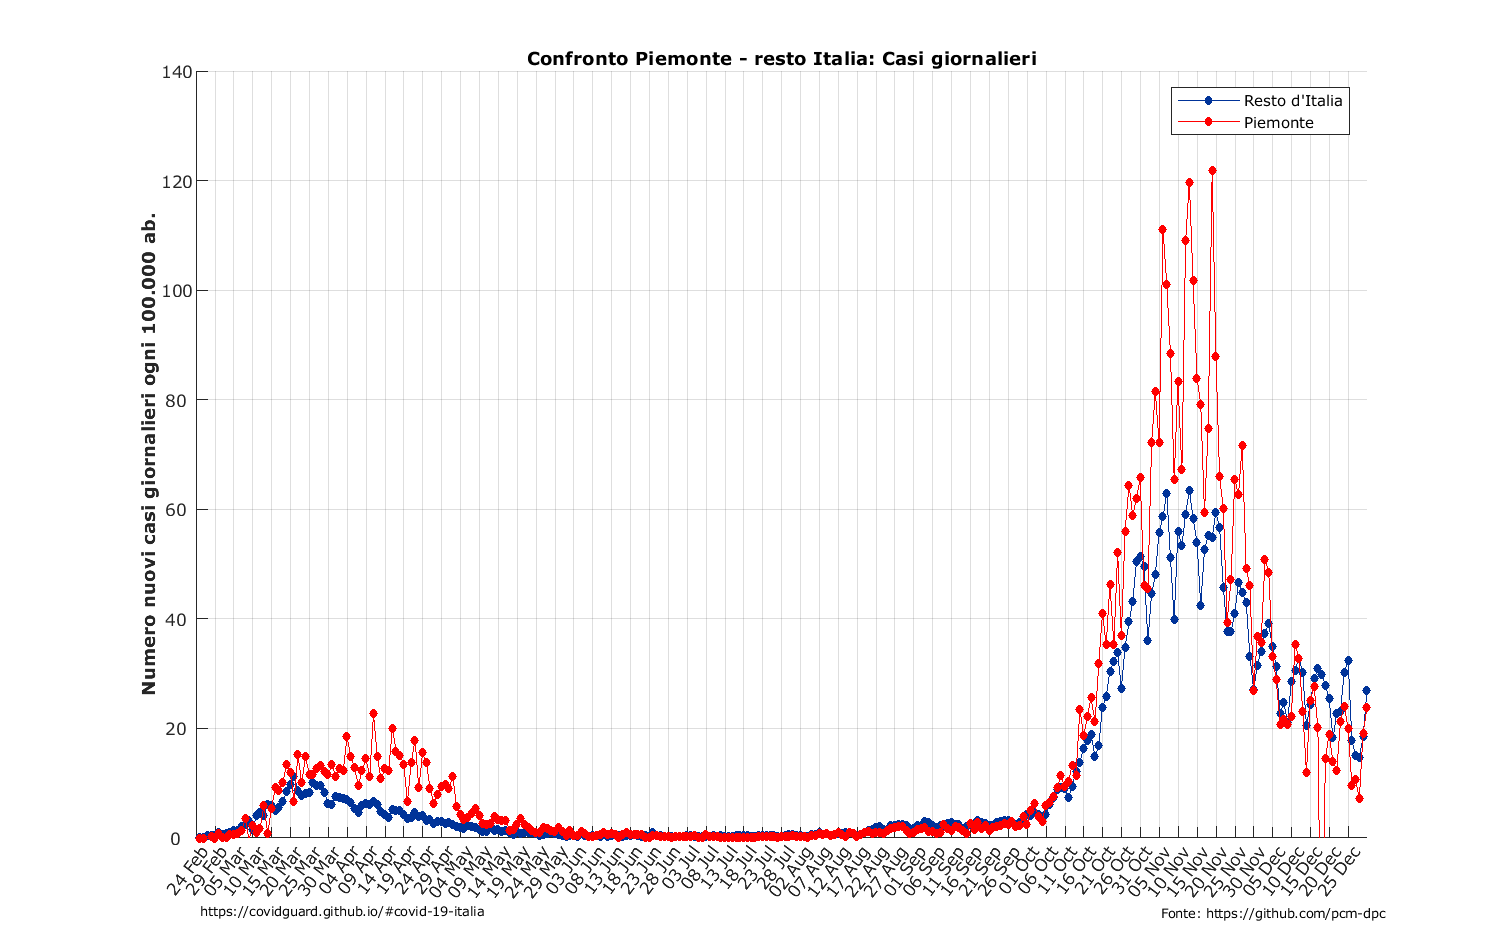 Confronto Piemonte - resto Italia: Casi giornalieri
Resto d'Italia
Piemonte
Numero nuovi casi giornalieri ogni 100.000 ab.
140
120
100
80
60
40
20
0
24 Feb
29 Feb
05 Mar
10 Mar
15 Mar
20 Mar
25 Mar
30 Mar
04 Apr
09 Apr
14 Apr
19 Apr
24 Apr
29 Apr
04 May
09 May
14 May
19 May
24 May
29 May
03 Jun
08 Jun
13 Jun
18 Jun
23 Jun
28 Jun
03 Jul
08 Jul
13 Jul
18 Jul
23 Jul
28 Jul
02 Aug
07 Aug
12 Aug
17 Aug
22 Aug
27 Aug
01 Sep
06 Sep
11 Sep
16 Sep
21 Sep
26 Sep
01 Oct
06 Oct
11 Oct
16 Oct
21 Oct
26 Oct
31 Oct
05 Nov
10 Nov
15 Nov
20 Nov
25 Nov
30 Nov
05 Dec
10 Dec
15 Dec
20 Dec
25 Dec
https://covidguard.github.io/#covid-19-italia
Fonte: https://github.com/pcm-dpc